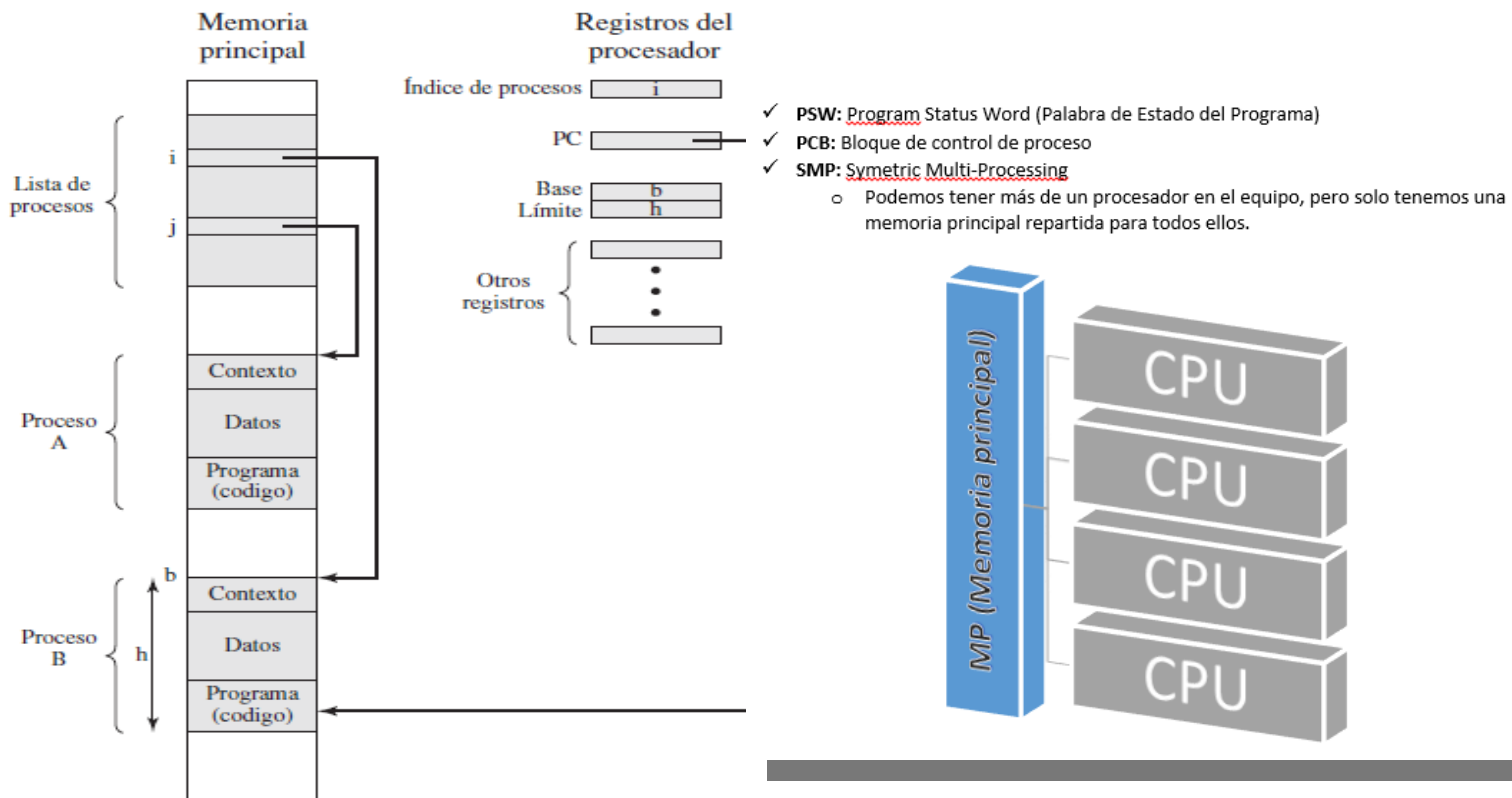 Memoria
principal
Registros del
procesador
Índice de procesos
i
PC
Base
b
Límite
h
Otros
registros
Lista de
procesos
i
j
Proceso
A
Contexto
Datos
Programa
(codigo)
Proceso
B
b
h
Contexto
Datos
Programa
(codigo)
✓ PSW: Program Status Word (Palabra de Estado del Programa)
✓ PCB: Bloque de control de proceso
✓ SMP: Symetric Multi-Processing
o Podemos tener más de un procesador en el equipo, pero solo tenemos una
memoria principal repartida para todos ellos.
MP (Memoria principal)
CPU
CPU
CPU
CPU